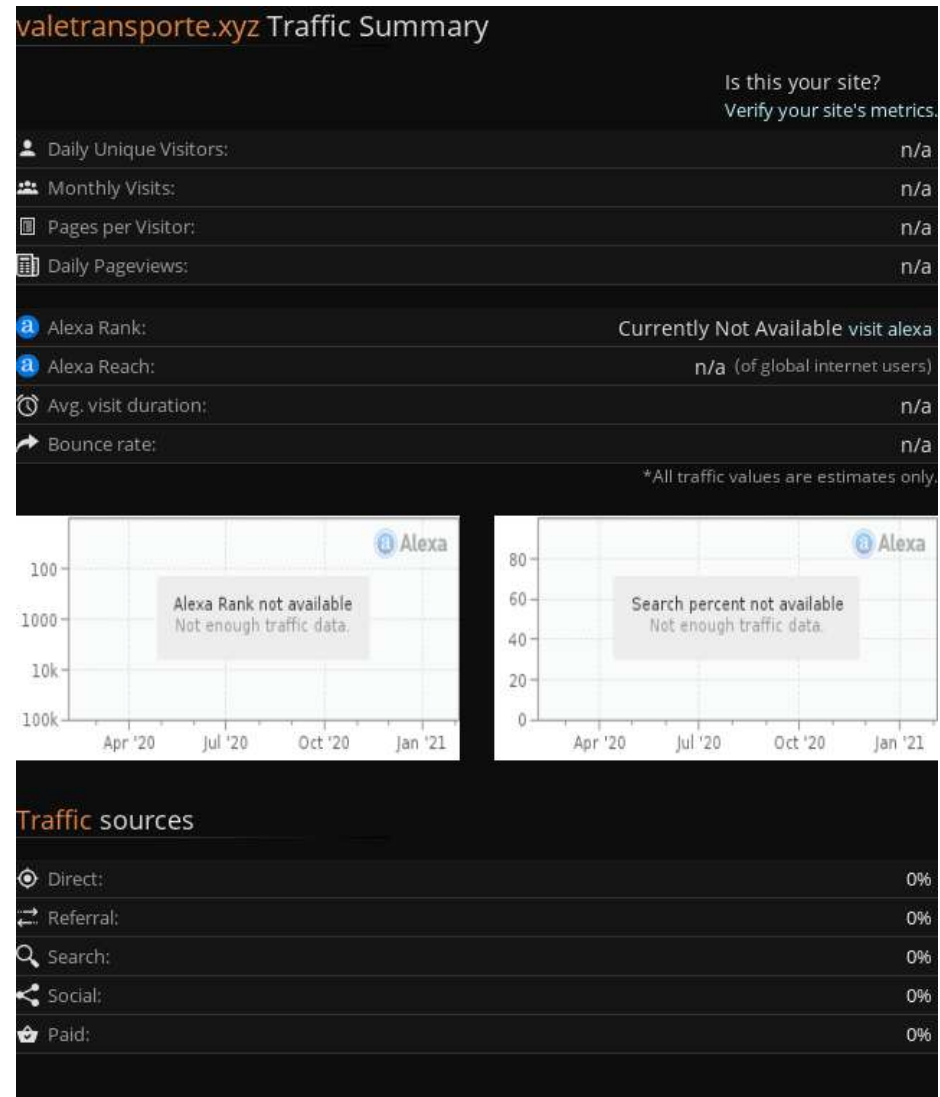 valetransporte.xyz Traffic Summary
Is this your site?
Verify your site's metrics.
Daily Unique Visitors: n/a
Monthly Visits: n/a
Pages per Visitor: n/a
Daily Pageviews: n/a
a Alexa Rank: Currently Not Available visit alexa
a Alexa Reach: n/a (of global internet users)
Avg. visit duration: n/a
Bounce rate: n/a
*All traffic values are estimates only.
a Alexa
100
1000
10k
100k
Alexa Rank not available
Not enough traffic data.
Apr '20 Jul '20 Oct '20 Jan '21
a Alexa
80
60
40
20
0
Search percent not available
Not enough traffic data.
Apr '20 Jul '20 Oct '20 Jan '21
Traffic sources
Direct: 0%
Referral: 0%
Search: 0%
Social: 0%
Paid: 0%